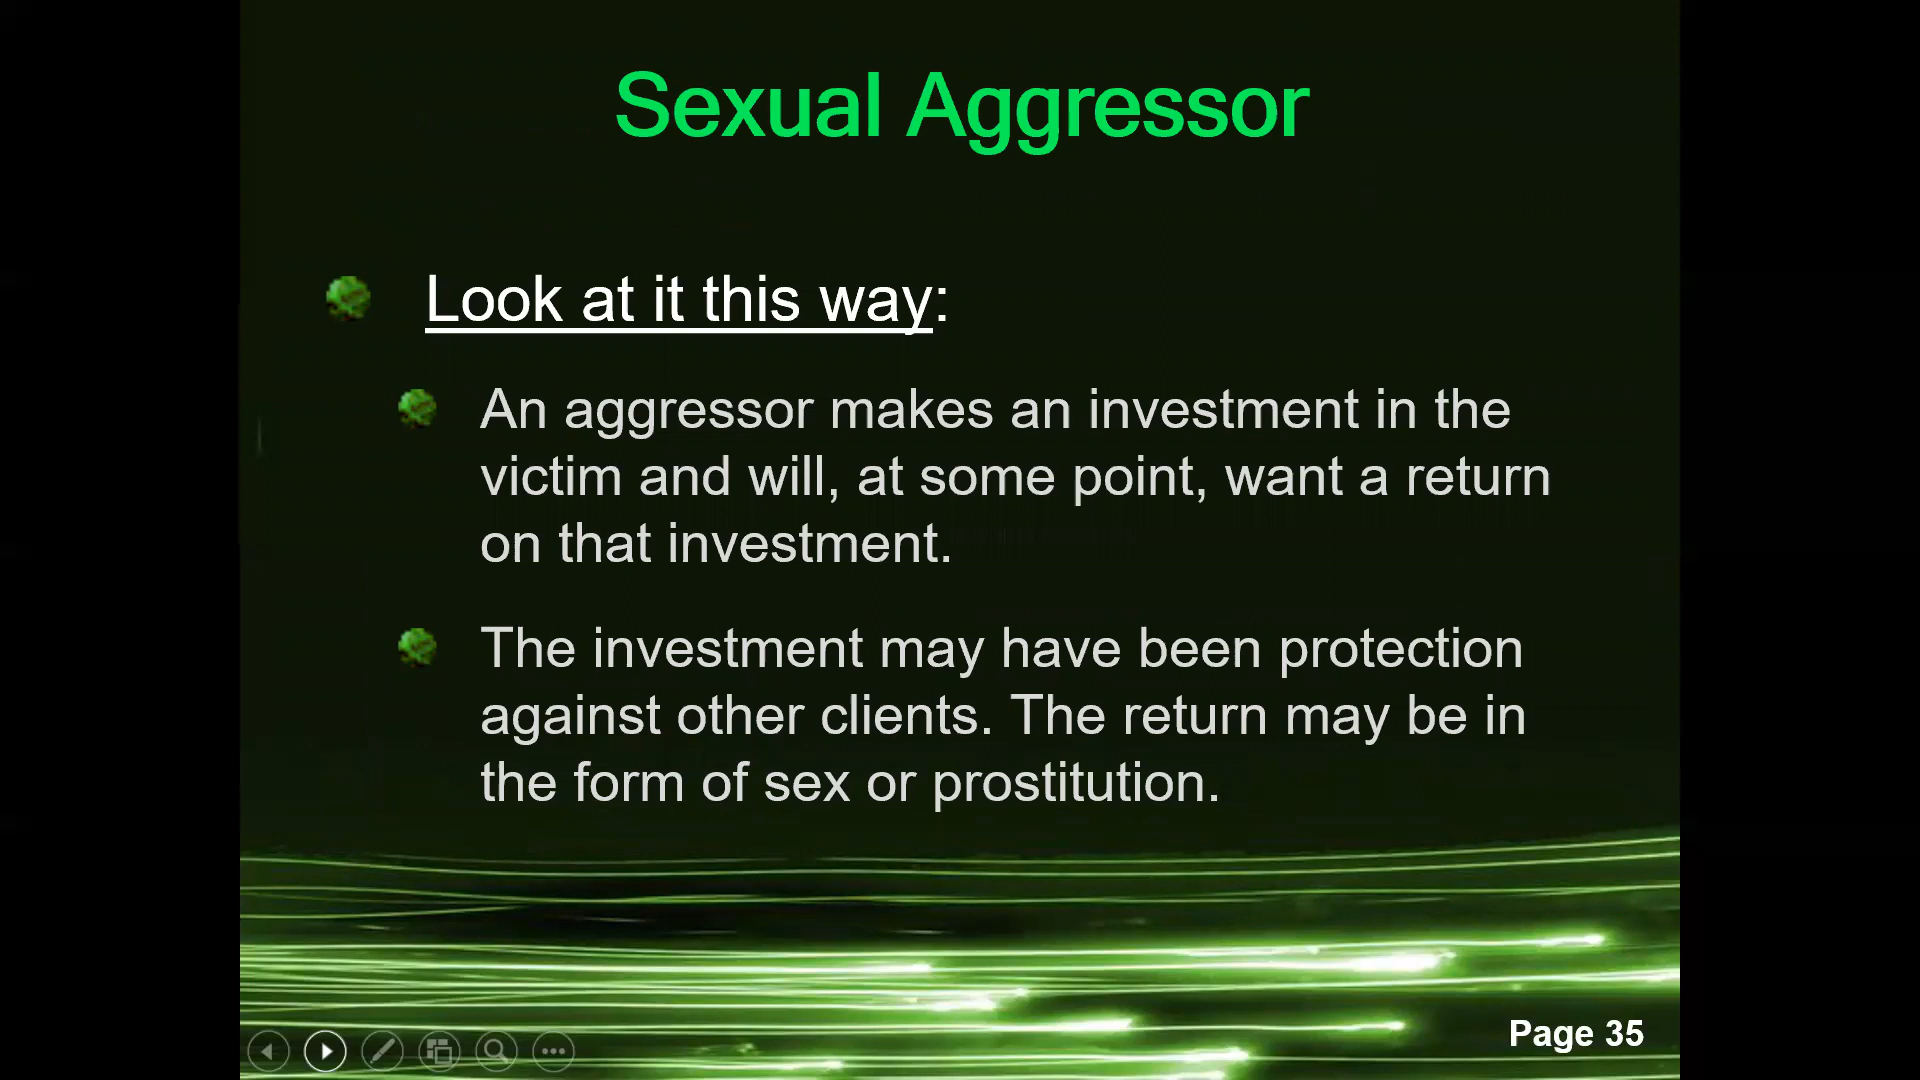 Sexual Aggressor
Look at it this way:
An aggressor makes an investment in the
victim and will, at some point, want a return
on that investment.
The investment may have been protection
against other clients. The return may be in
the form of sex or prostitution.
Page 35